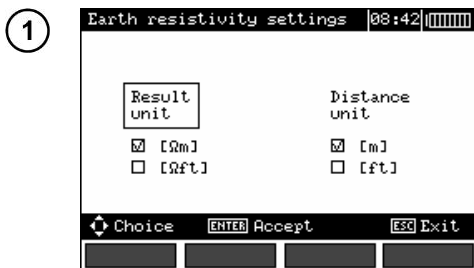 1
Earth resistivity settings 08:42
Result unit
Distance unit
☑ [Ωm]
☑ [m]
☐ [Ωft]
☐ [ft]
Choice ENTER Accept ESC Exit